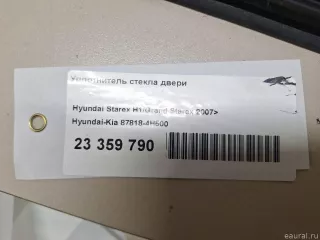 Уплотнитель стекла двери
Hyundai Starex H1/Grand Starex 2007>
Hyundai-Kia 87818-4H500
23 359 790
eaural.ru